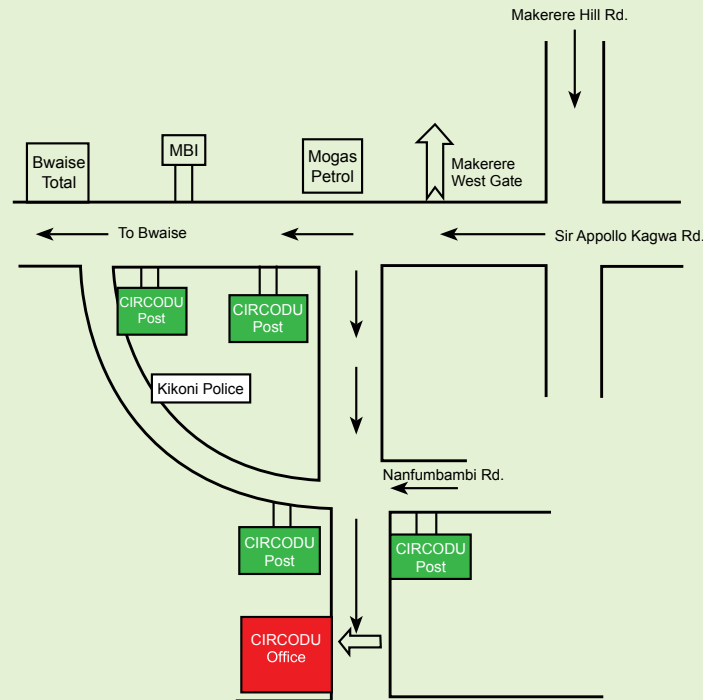 Makerere Hill Rd.
Bwaise
Total
MBI
Mogas
Petrol
Makerere
West Gate
To Bwaise
Sir Appollo Kagwa Rd.
CIRCODU
Post
CIRCODU
Post
Kikoni Police
Nanfumbambi Rd.
CIRCODU
Post
CIRCODU
Post
CIRCODU
Office